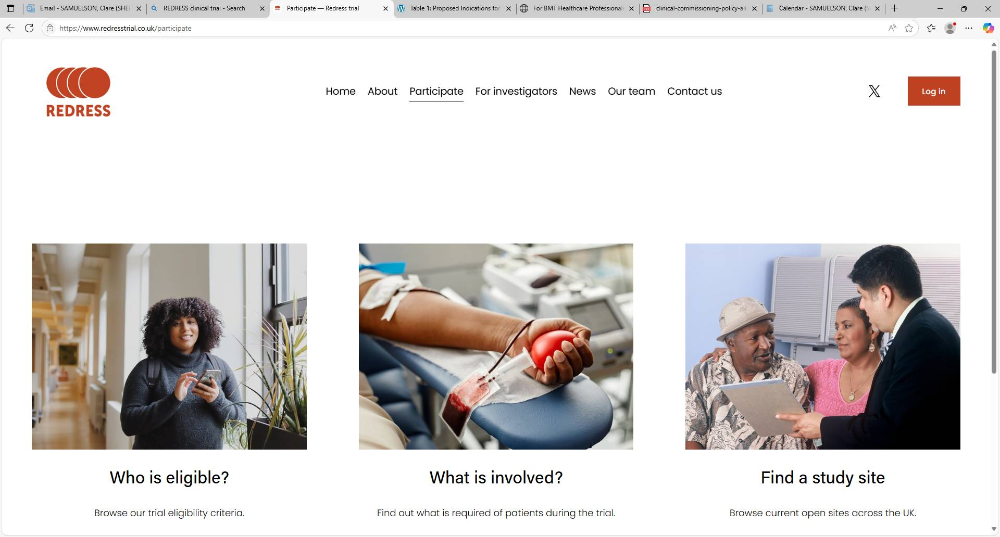 Email - SAMUELSON, Clare (SHEF
REDRESS clinical trial - Search
Participate — Redress trial
Table 1: Proposed Indications for
For BMT Healthcare Professionals
clinical-commissioning-policy-all
Calendar - SAMUELSON, Clare (S
https://www.redresstrial.co.uk/participate
REDRESS
Home
About
Participate
For investigators
News
Our team
Contact us
Log in
Who is eligible?
Browse our trial eligibility criteria.
What is involved?
Find out what is required of patients during the trial.
Find a study site
Browse current open sites across the UK.